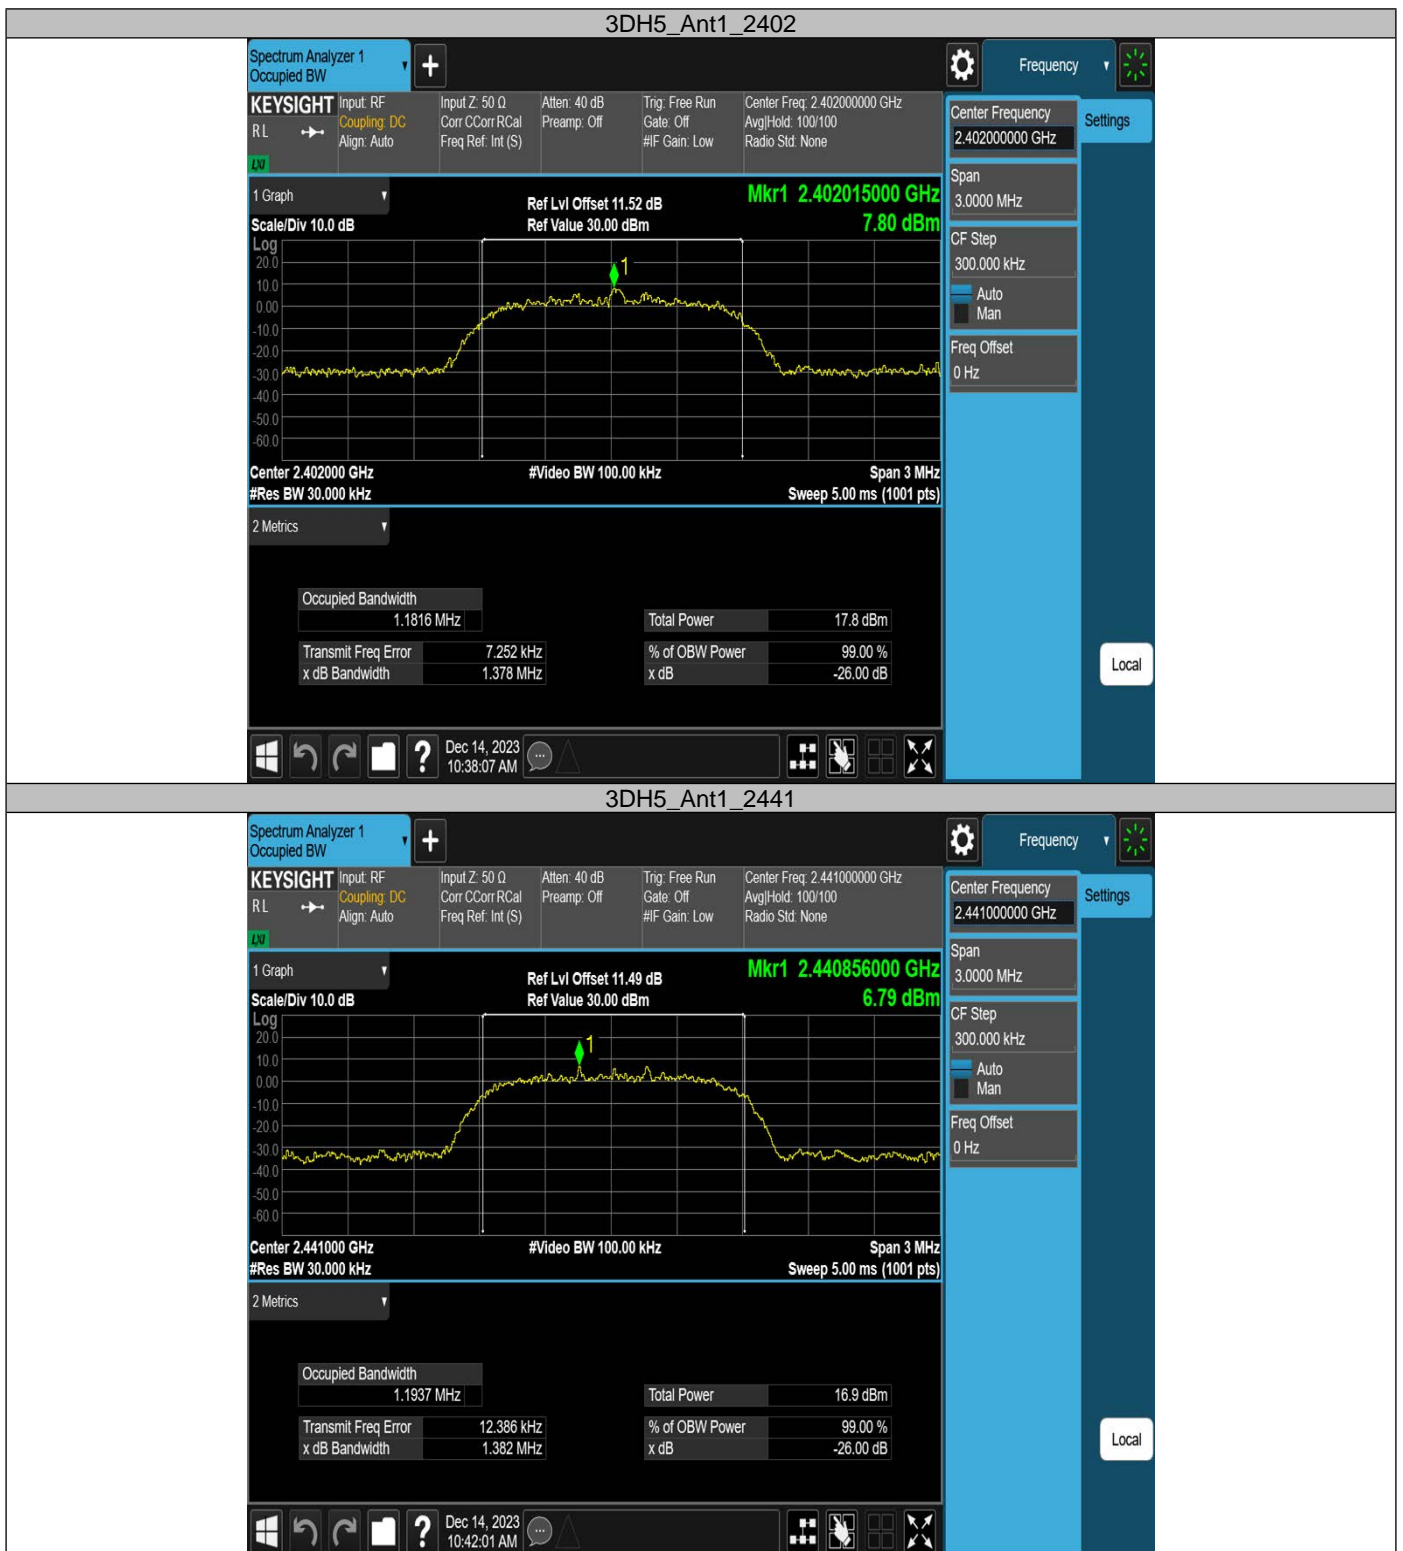 3DH5_Ant1_2402
Spectrum Analyzer 1
Occupied BW
Frequency
KEYSIGHT
R L
LXI
Input: RF
Coupling: DC
Align: Auto
Input Z: 50 Ω
Corr CCorr RCal
Freq Ref: Int (S)
Atten: 40 dB
Preamp: Off
Trig: Free Run
Gate: Off
#IF Gain: Low
Center Freq: 2.402000000 GHz
Avg|Hold: 100/100
Radio Std: None
Center Frequency
2.402000000 GHz
Settings
Span
3.0000 MHz
CF Step
300.000 kHz
Auto
Man
Freq Offset
0 Hz
Local
1 Graph
Scale/Div 10.0 dB
Ref Lvl Offset 11.52 dB
Ref Value 30.00 dBm
Mkr1 2.402015000 GHz
7.80 dBm
Log
20.0
10.0
0.00
-10.0
-20.0
-30.0
-40.0
-50.0
-60.0
1
Center 2.402000 GHz
#Video BW 100.00 kHz
Span 3 MHz
#Res BW 30.000 kHz
Sweep 5.00 ms (1001 pts)
2 Metrics
Occupied Bandwidth
1.1816 MHz
Total Power 17.8 dBm
Transmit Freq Error 7.252 kHz
% of OBW Power 99.00 %
x dB Bandwidth 1.378 MHz
x dB -26.00 dB
?
Dec 14, 2023
10:38:07 AM
3DH5_Ant1_2441
Spectrum Analyzer 1
Occupied BW
Frequency
KEYSIGHT
R L
LXI
Input: RF
Coupling: DC
Align: Auto
Input Z: 50 Ω
Corr CCorr RCal
Freq Ref: Int (S)
Atten: 40 dB
Preamp: Off
Trig: Free Run
Gate: Off
#IF Gain: Low
Center Freq: 2.441000000 GHz
Avg|Hold: 100/100
Radio Std: None
Center Frequency
2.441000000 GHz
Settings
Span
3.0000 MHz
CF Step
300.000 kHz
Auto
Man
Freq Offset
0 Hz
Local
1 Graph
Scale/Div 10.0 dB
Ref Lvl Offset 11.49 dB
Ref Value 30.00 dBm
Mkr1 2.440856000 GHz
6.79 dBm
Log
20.0
10.0
0.00
-10.0
-20.0
-30.0
-40.0
-50.0
-60.0
1
Center 2.441000 GHz
#Video BW 100.00 kHz
Span 3 MHz
#Res BW 30.000 kHz
Sweep 5.00 ms (1001 pts)
2 Metrics
Occupied Bandwidth
1.1937 MHz
Total Power 16.9 dBm
Transmit Freq Error 12.386 kHz
% of OBW Power 99.00 %
x dB Bandwidth 1.382 MHz
x dB -26.00 dB
?
Dec 14, 2023
10:42:01 AM